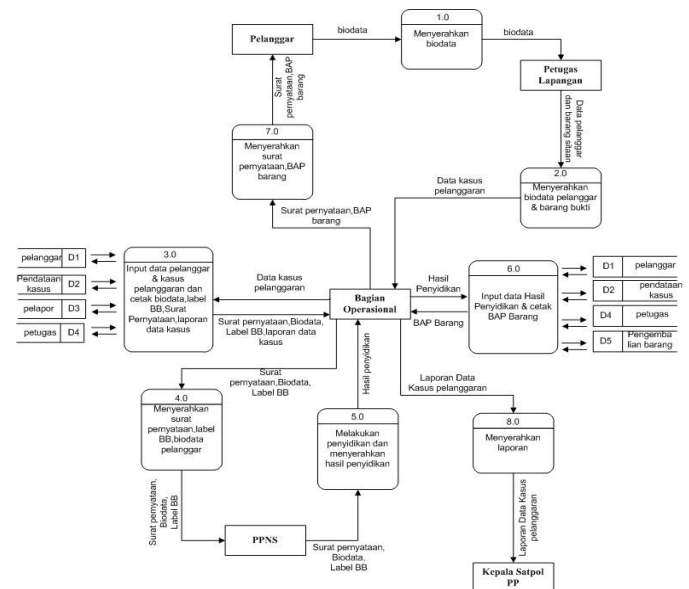 1.0
Menyerahkan
biodata
Pelanggar
biodata
biodata
Petugas
Lapangan
Surat
pernyataan,BAP
barang
Data pelanggar
dan barang sitaan
7.0
Menyerahkan
surat
pernyataan,BAP
barang
2.0
Menyerahkan
biodata pelanggar
& barang bukti
Data kasus
pelanggaran
Surat pernyataan,BAP
barang
pelanggar D1
Pendataan
kasus
D2
pelapor D3
petugas D4
3.0
Input data pelanggar
& kasus
pelanggaran dan
cetak biodata,label
BB,Surat
Pernyataan,laporan
data kasus
Data kasus
pelanggaran
Surat pernyataan,Biodata,
Label BB,laporan data
kasus
Bagian
Operasional
Hasil
Penyidikan
BAP Barang
6.0
Input data Hasil
Penyidikan & cetak
BAP Barang
D1 pelanggar
D2 pendataan
kasus
D4 petugas
D5 Pengemba
lian barang
Surat
pernyataan,Biodata,
Label BB
Hasil penyidikan
Laporan Data
Kasus pelanggaran
4.0
Menyerahkan
surat
pernyataan,label
BB,biodata
pelanggar
5.0
Melakukan
penyidikan dan
menyerahkan
hasil penyidikan
8.0
Menyerahkan
laporan
Surat pernyataan,
Biodata,
Label BB
PPNS
Surat pernyataan,
Biodata,
Label BB
Laporan Data Kasus
pelanggaran
Kepala Satpol
PP